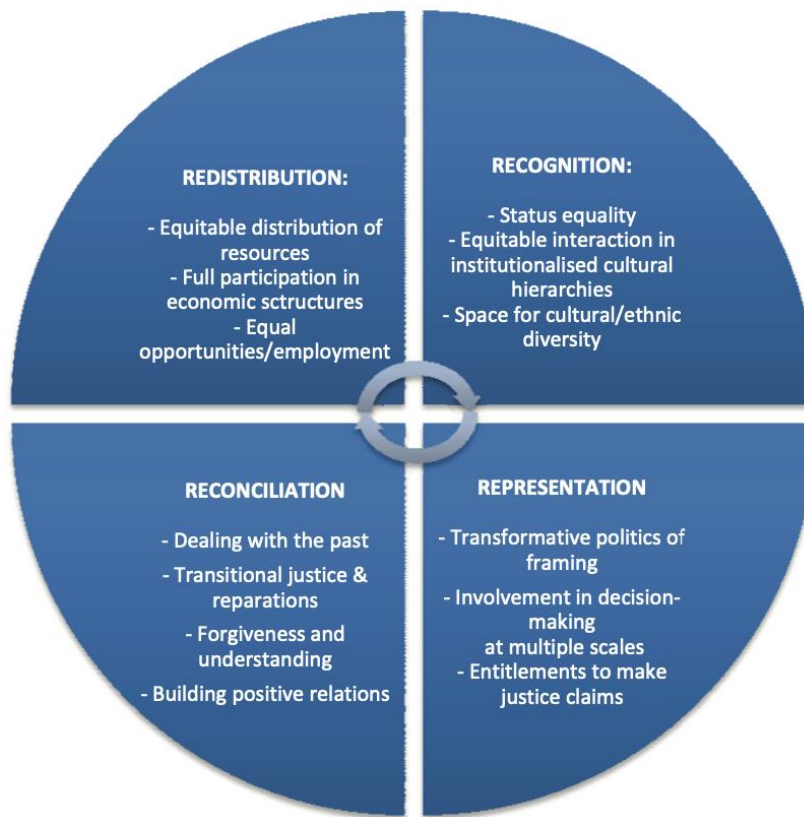 REDISTRIBUTION:
- Equitable distribution of
resources
- Full participation in
economic sctructures
- Equal
opportunities/employment
RECOGNITION:
- Status equality
- Equitable interaction in
institutionalised cultural
hierarchies
- Space for cultural/ethnic
diversity
RECONCILIATION
- Dealing with the past
- Transitional justice &
reparations
- Forgiveness and
understanding
- Building positive relations
REPRESENTATION
- Transformative politics of
framing
- Involvement in decision-
making
at multiple scales
- Entitlements to make
justice claims